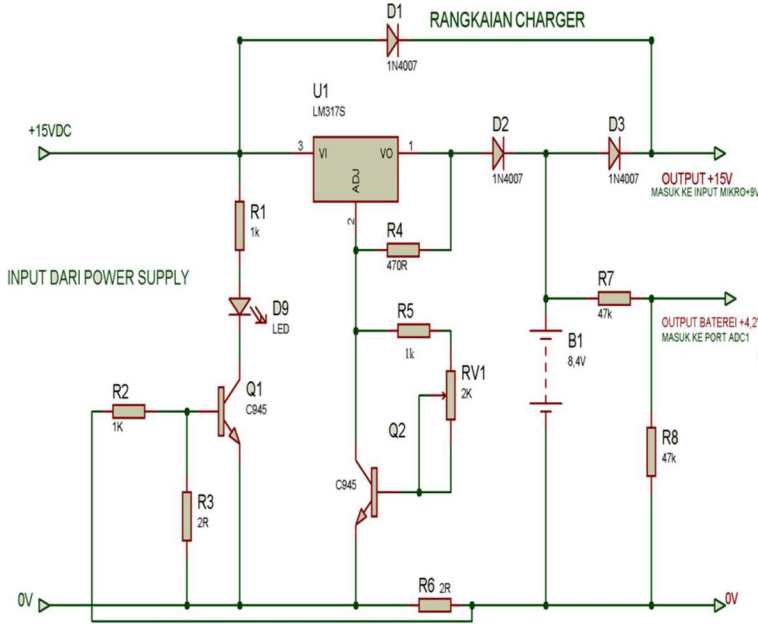 D1
RANGKAIAN CHARGER
1N4007
U1
LM317S
+15VDC
3
VI
VO
1
ADJ
2
D2
1N4007
D3
1N4007
OUTPUT +15V
MASUK KE INPUT MIKRO+9V
R1
1k
R4
470R
INPUT DARI POWER SUPPLY
D9
LED
R5
1k
RV1
2K
R7
47k
OUTPUT BATEREI +4,2
MASUK KE PORT ADC1
B1
8,4V
R2
1K
Q1
C945
Q2
C945
R8
47k
R3
2R
R6 2R
0V
0V